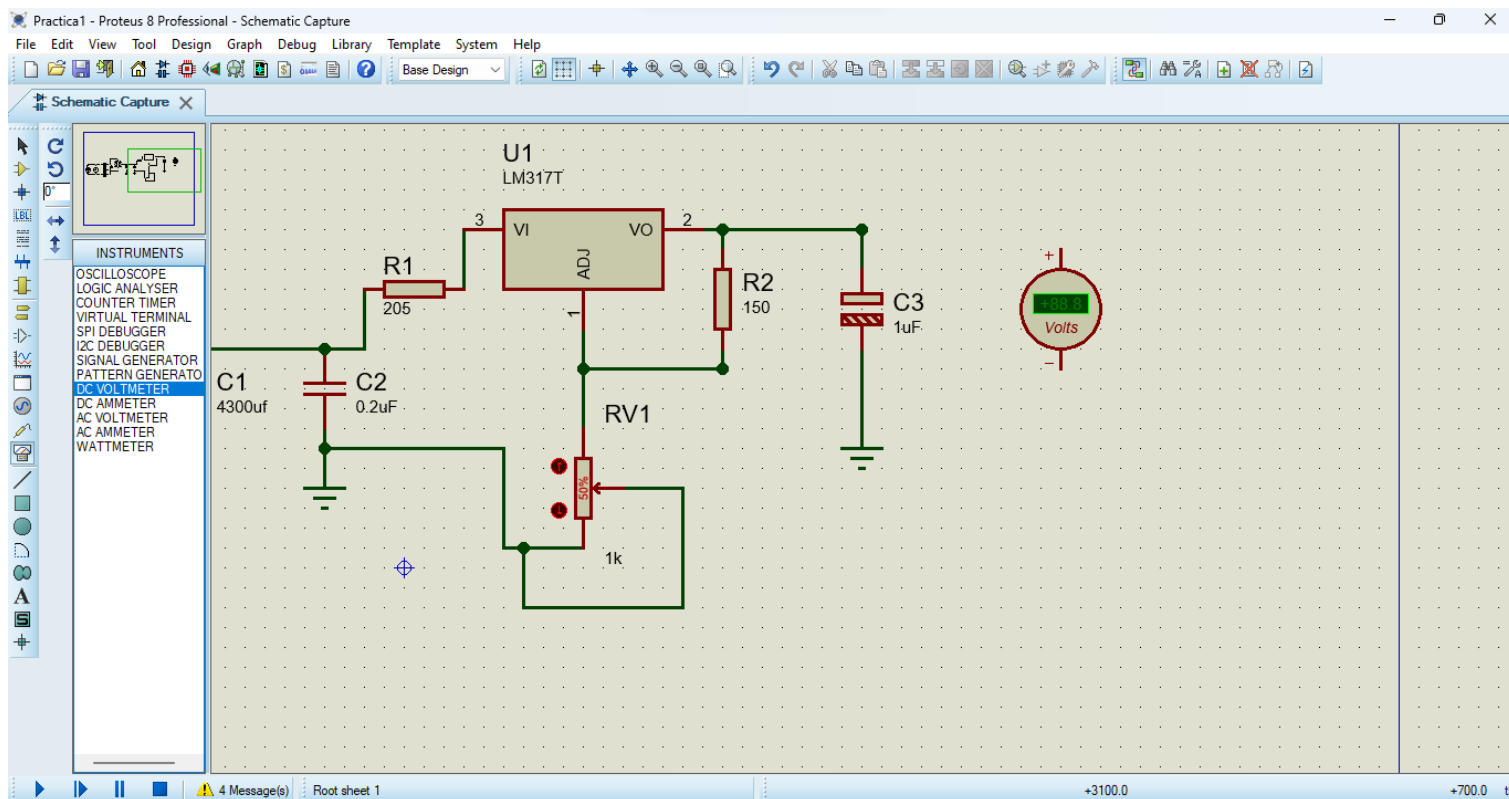 Practica1 - Proteus 8 Professional - Schematic Capture
File Edit View Tool Design Graph Debug Library Template System Help
Base Design
Schematic Capture
0°
LBL
A
S
INSTRUMENTS
OSCILLOSCOPE
LOGIC ANALYSER
COUNTER TIMER
VIRTUAL TERMINAL
SPI DEBUGGER
I2C DEBUGGER
SIGNAL GENERATOR
PATTERN GENERATO
DC VOLTMETER
DC AMMETER
AC VOLTMETER
AC AMMETER
WATTMETER
U1
LM317T
3 VI VO 2
ADJ
1
R1
205
R2
150
C3
1uF
+
+88.8
Volts
−
C1
4300uf
C2
0.2uF
RV1
50%
1k
4 Message(s) Root sheet 1 +3100.0 +700.0 t